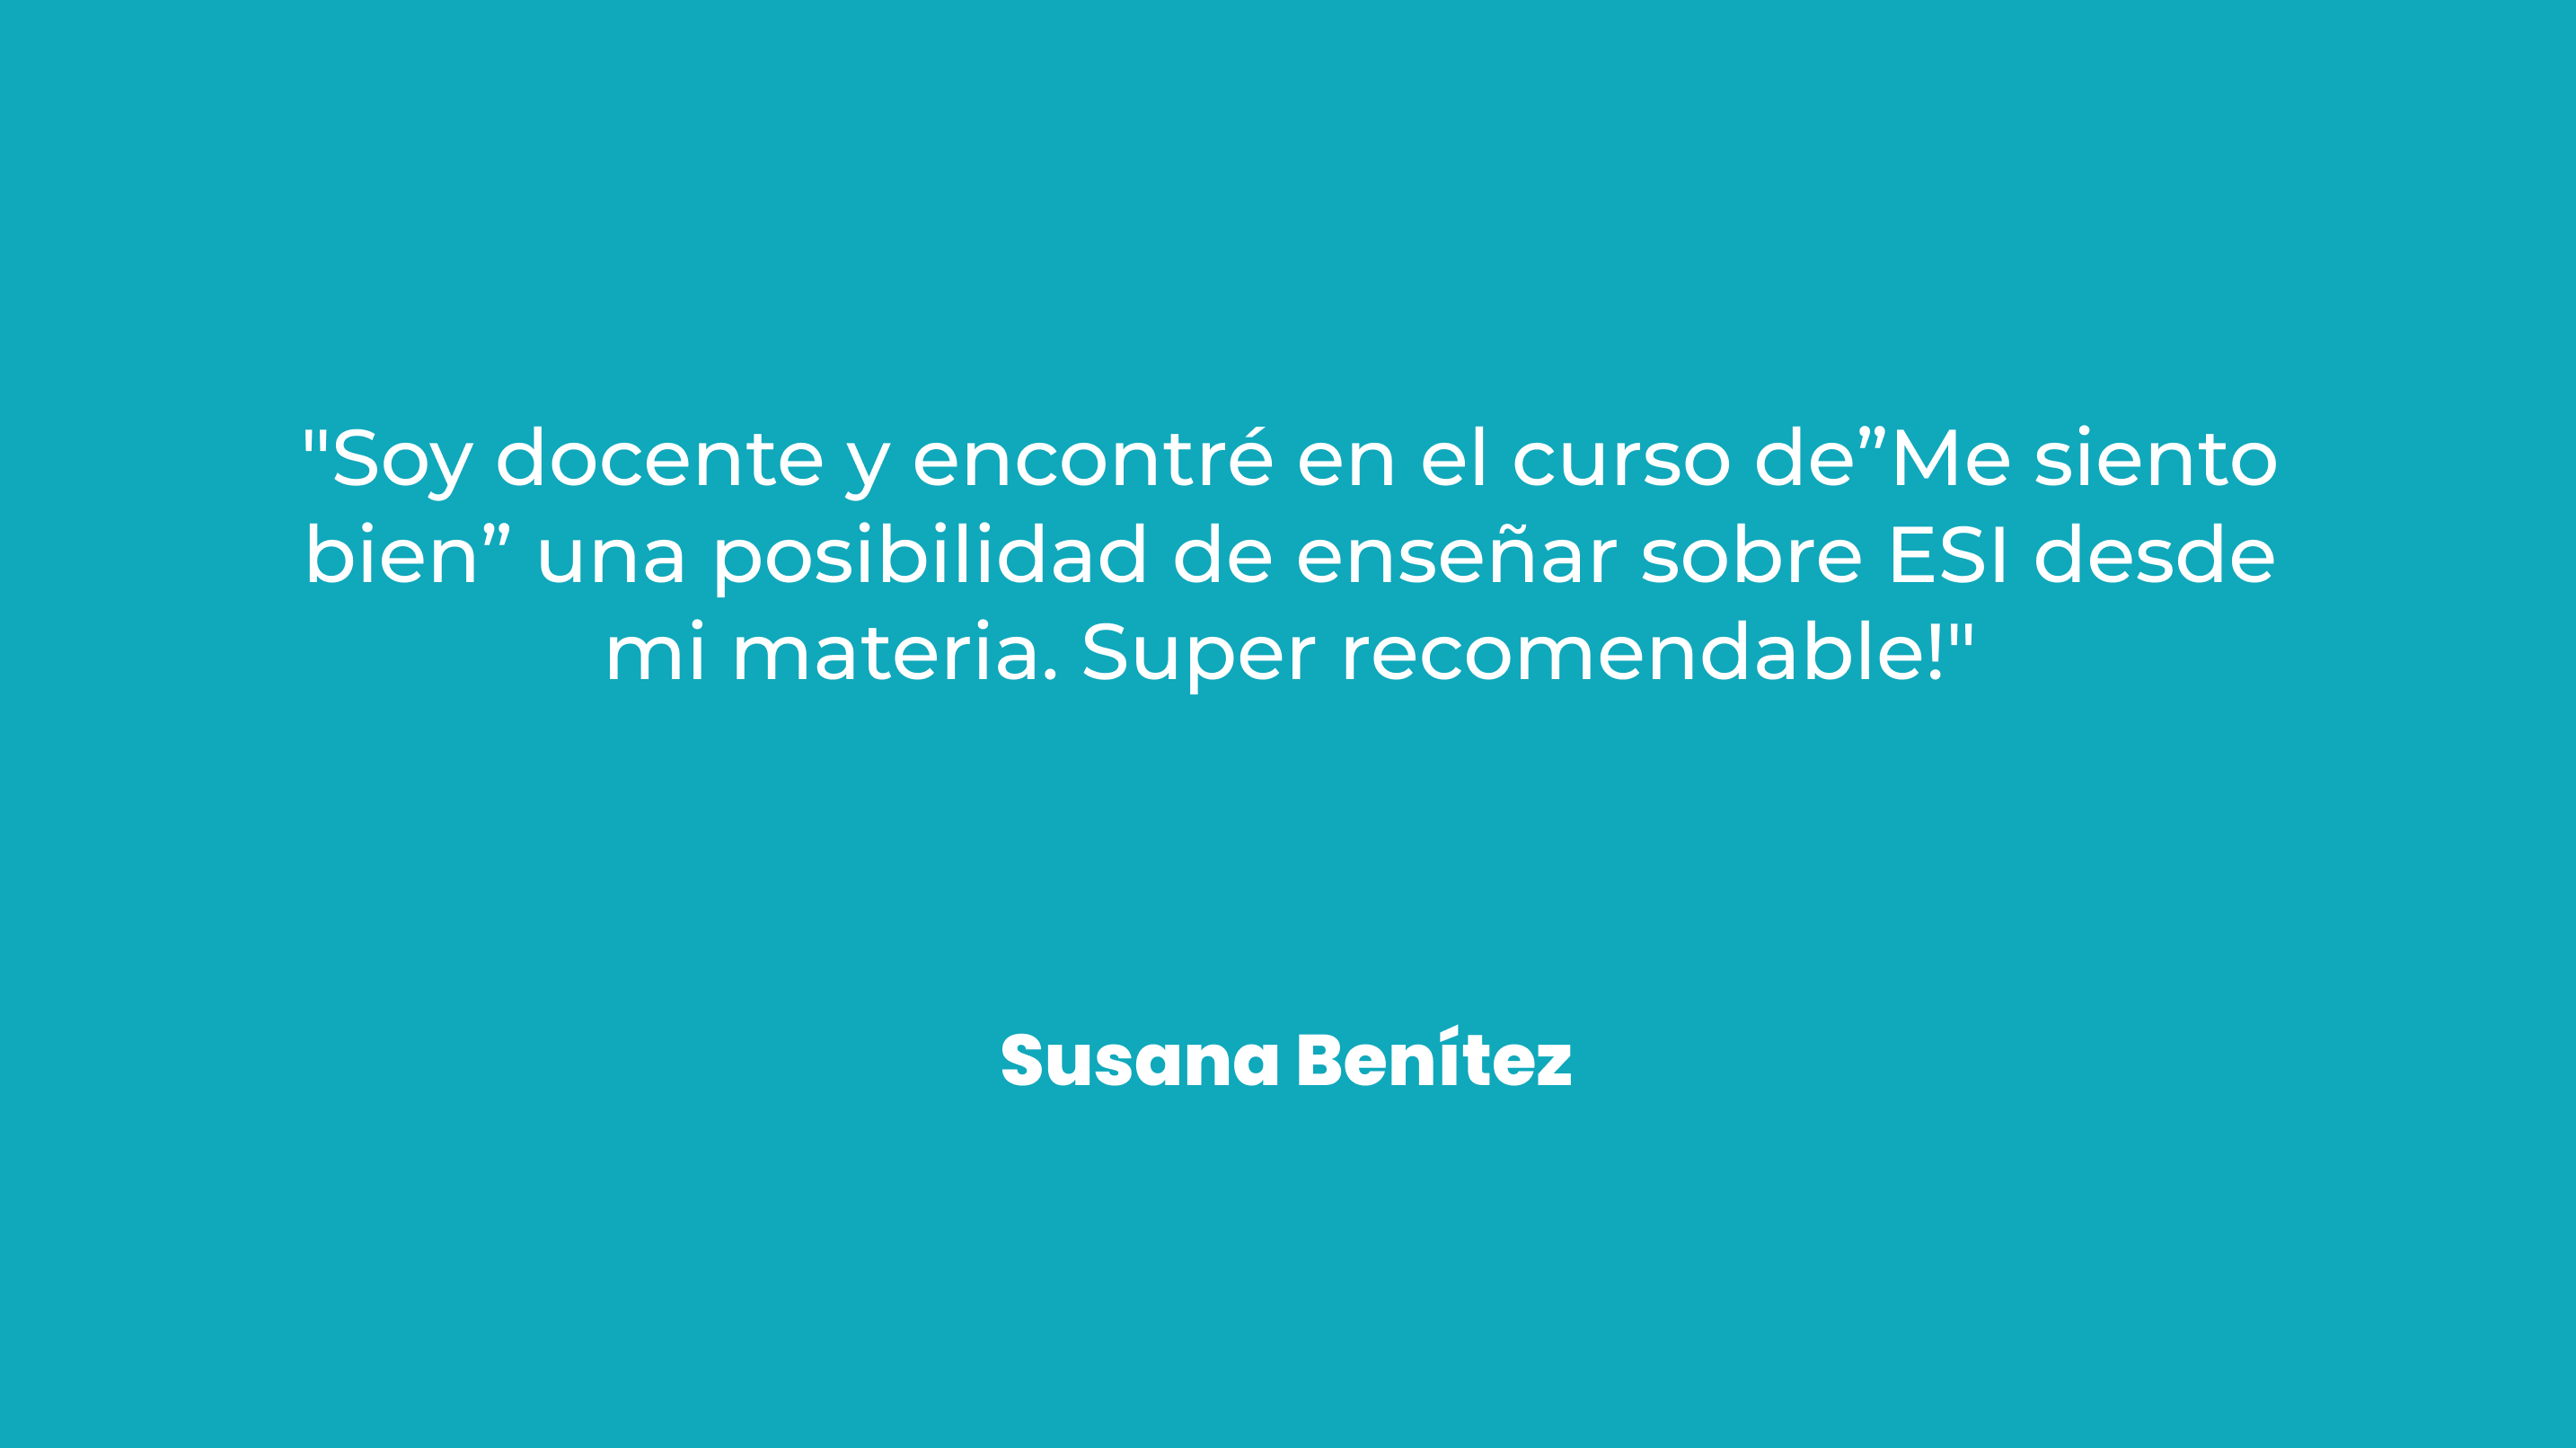 "Soy docente y encontré en el curso de”Me siento
bien” una posibilidad de enseñar sobre ESI desde
mi materia. Super recomendable!"
Susana Benítez